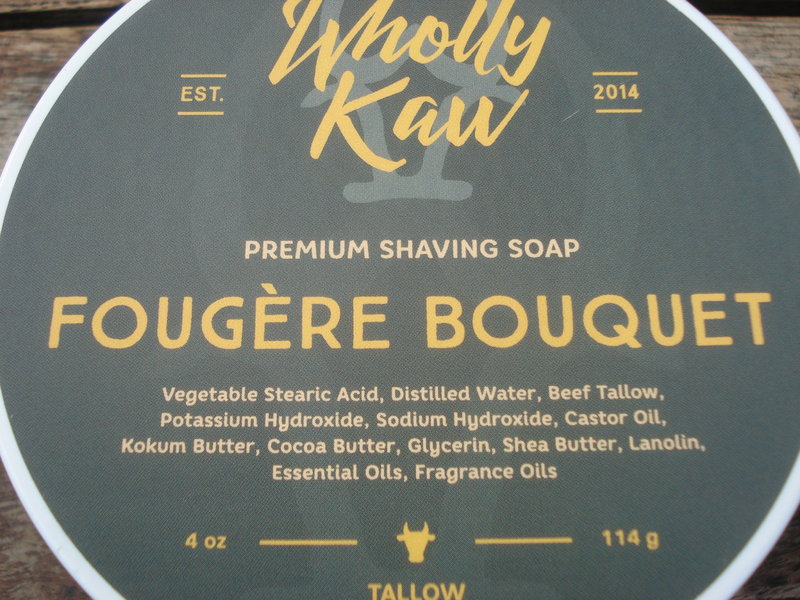 Wholly
Kaw
EST.
2014
PREMIUM SHAVING SOAP
FOUGÈRE BOUQUET
Vegetable Stearic Acid, Distilled Water, Beef Tallow,
Potassium Hydroxide, Sodium Hydroxide, Castor Oil,
Kokum Butter, Cocoa Butter, Glycerin, Shea Butter, Lanolin,
Essential Oils, Fragrance Oils
4 oz
114 g
TALLOW